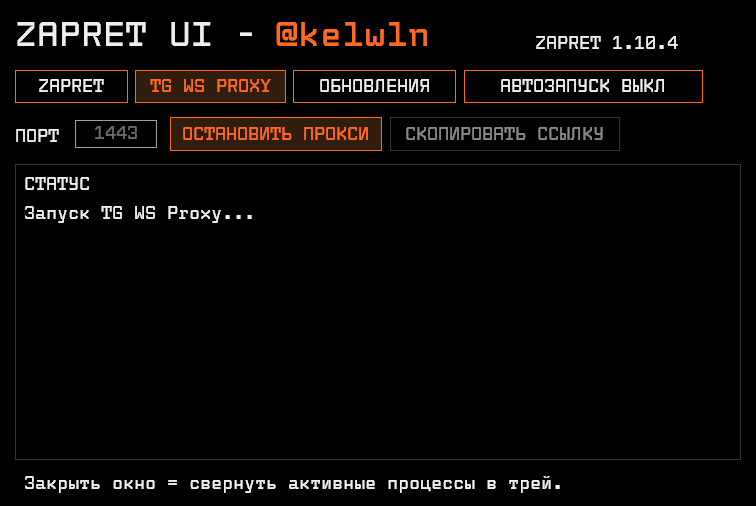 ZAPRET UI - @kelwln
ZAPRET 1.10.4
ZAPRET
TG WS PROXY
ОБНОВЛЕНИЯ
АВТОЗАПУСК ВЫКЛ
ПОРТ
1443
ОСТАНОВИТЬ ПРОКСИ
СКОПИРОВАТЬ ССЫЛКУ
СТАТУС
Запуск TG WS Proxy...
Закрыть окно = свернуть активные процессы в трей.